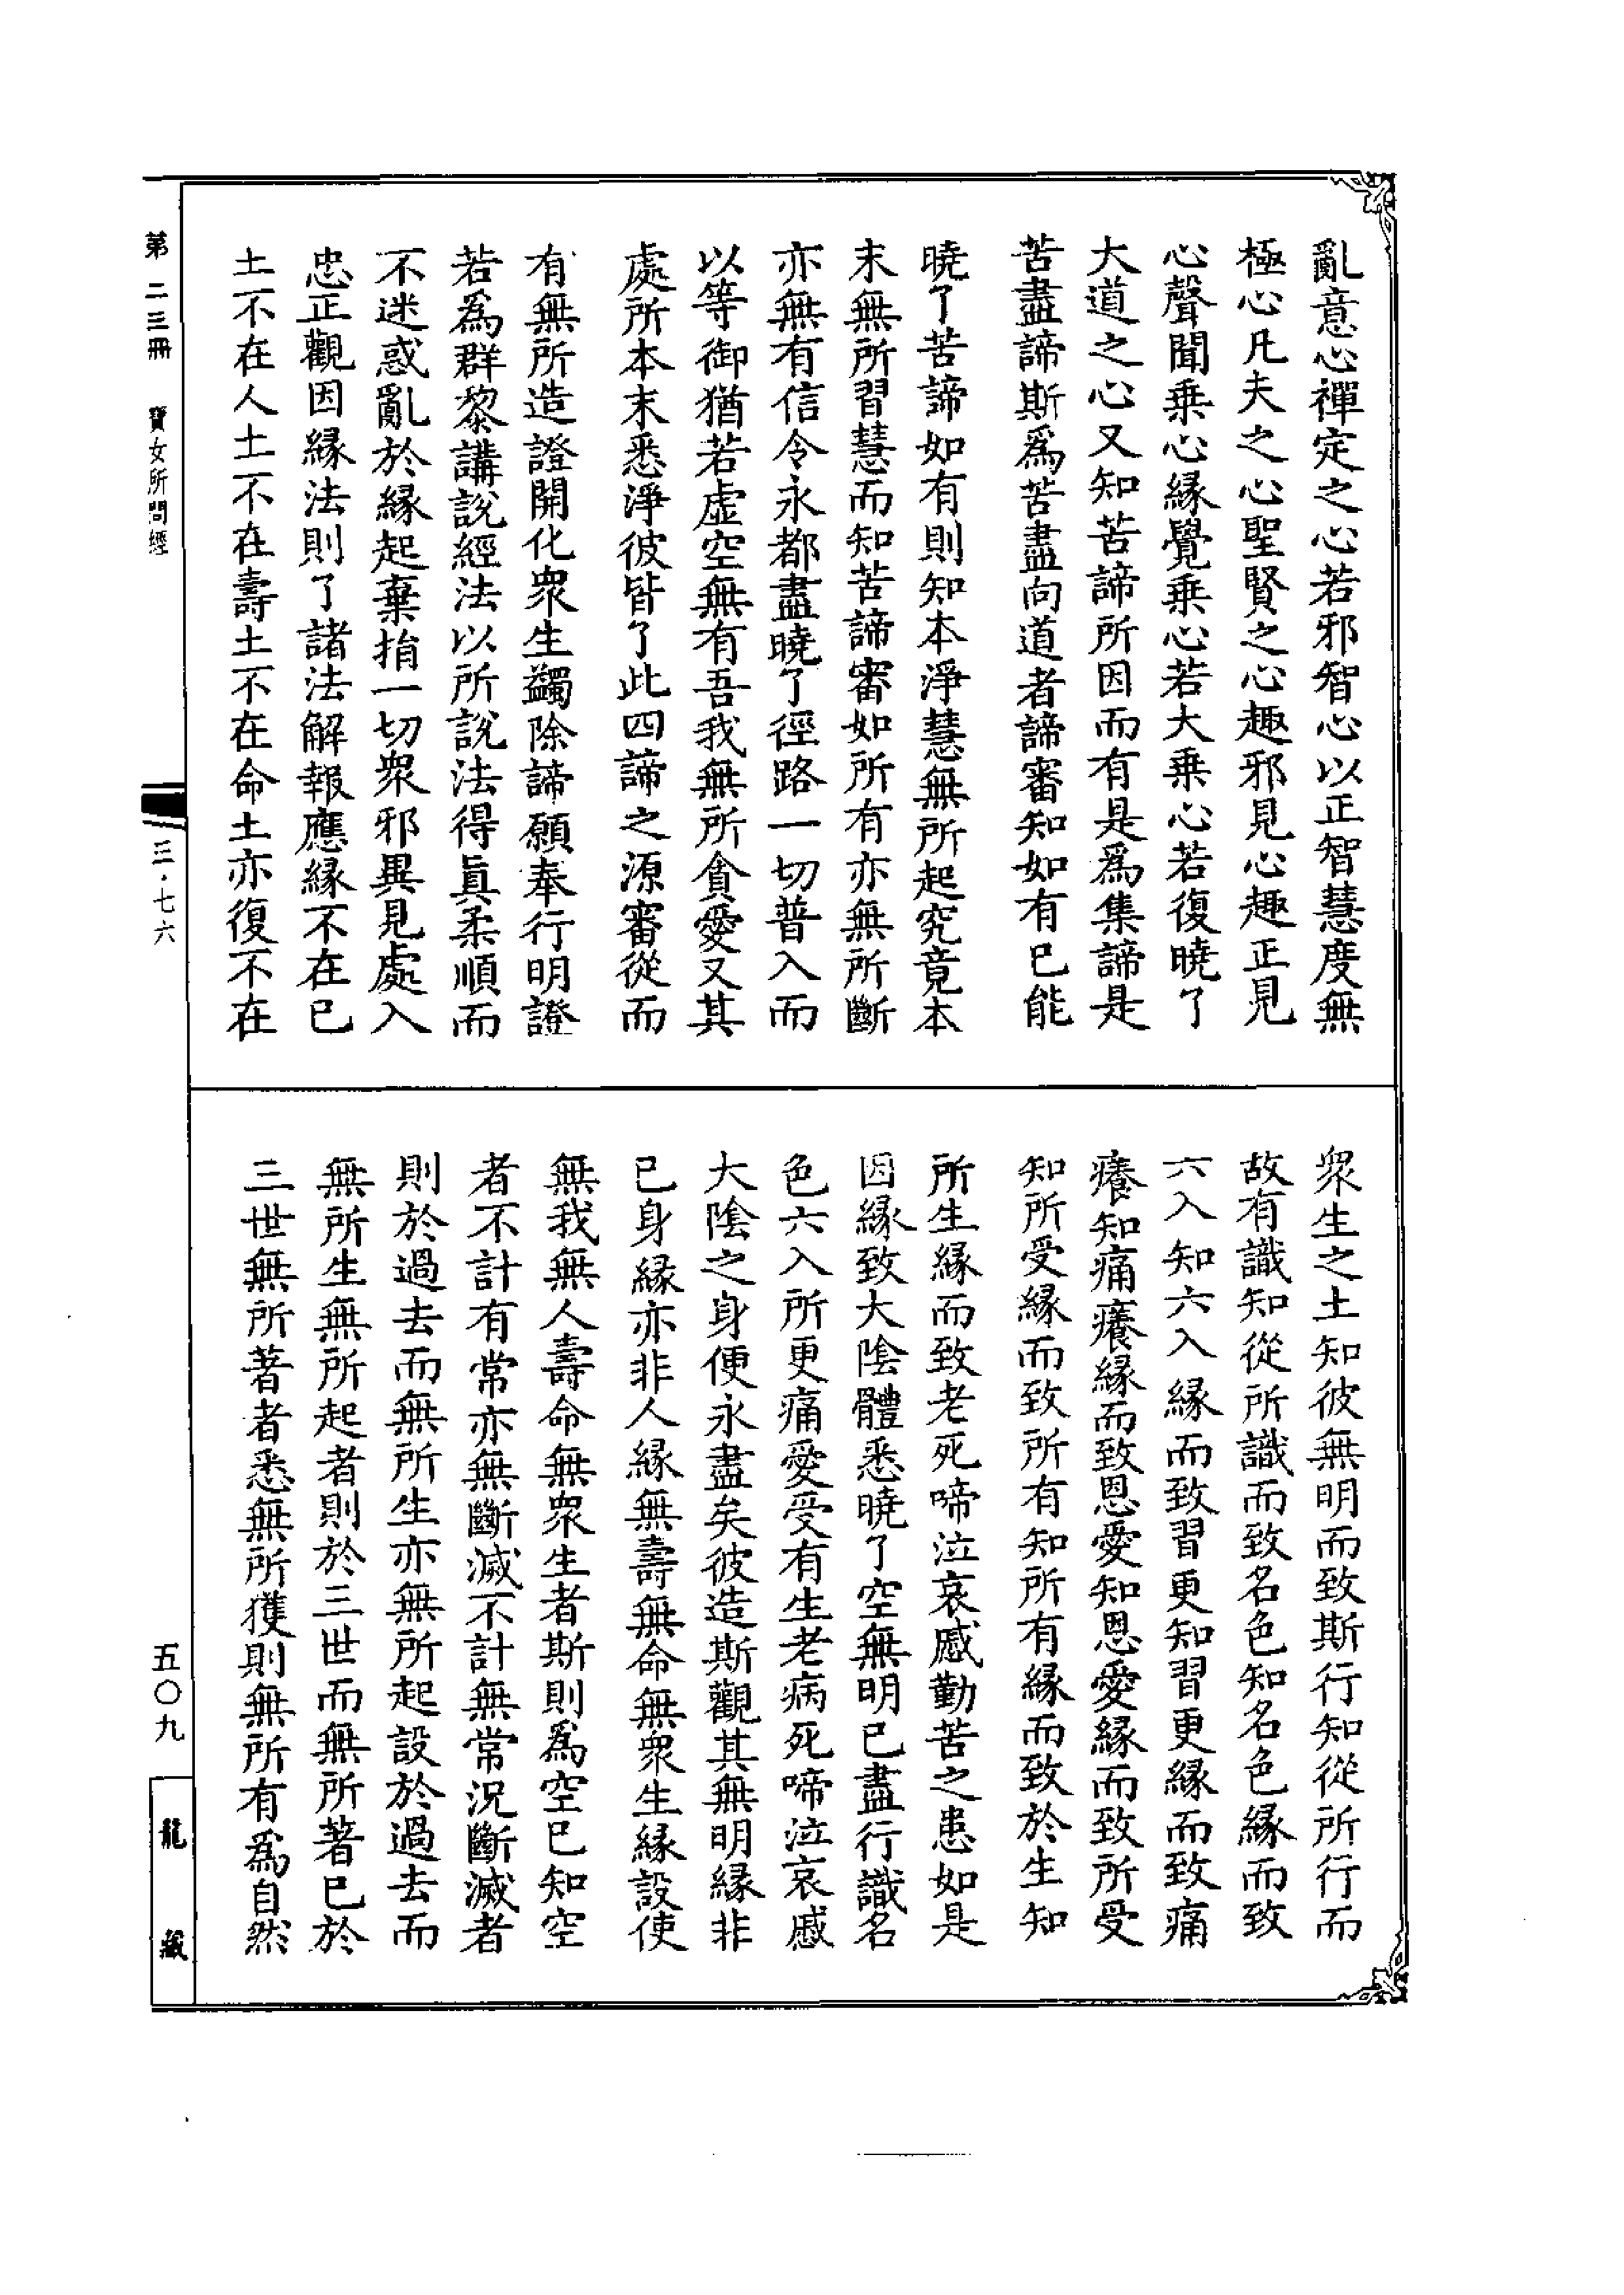 亂意心禪定之心若邪智心以正智慧度無
極心凡夫之心聖賢之心趣邪見心趣正見
心聲聞乗心緣覺乗心若大乗心若復曉了
大道之心又知苦諦所因而有是爲集諦是
苦盡諦斯爲苦盡向道者諦審知如有已能
曉了苦諦如有則知本淨慧無所起究竟本
末無所習慧而知苦諦審如所有亦無所斷
亦無有信令永都盡曉了徑路一切普入而
以等御猶若虛空無有吾我無所貪愛又其
處所本末悉淨彼皆了此四諦之源審從而
有無所造證開化衆生蠲除諦願奉行明證
若爲群黎講說經法以所說法得眞柔順而
不迷惑亂於緣起棄捐一切衆邪異見處入
忠正觀因緣法則了諸法解報應緣不在已
土不在人土不在壽土不在命土亦復不在
衆生之土知彼無明而致斯行知從所行而
故有識知從所識而致名色知名色緣而致
六入知六入緣而致習更知習更緣而致痛
癢知痛癢緣而致恩愛知恩愛緣而致所受
知所受緣而致所有知所有緣而致於生知
所生緣而致老死啼泣哀慼勤苦之患如是
因緣致大陰體悉曉了空無明已盡行識名
色六入所更痛愛受有生老病死啼泣哀慼
大陰之身便永盡矣彼造斯觀其無明緣非
已身緣亦非人緣無壽無命無衆生緣設使
無我無人壽命無衆生者斯則爲空已知空
者不計有常亦無斷滅不計無常況斷滅者
則於過去而無所生亦無所起設於過去而
無所生無所起者則於三世而無所著已於
三世無所著者悉無所獲則無所有爲自然
第二三冊　寶女所問經
三·七六
五〇九
龍藏